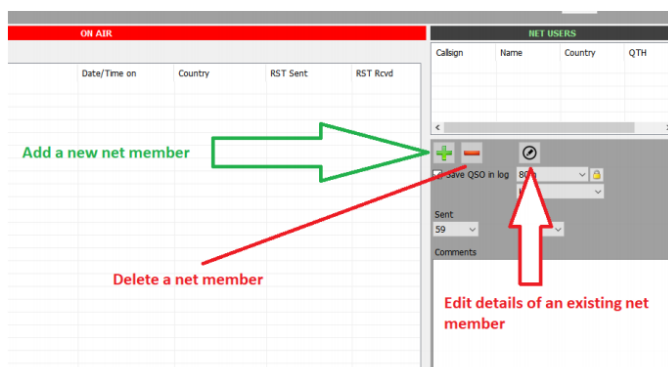 ON AIR
NET USERS
Callsign Name Country QTH
Date/Time on Country RST Sent RST Rcvd
Add a new net member
Save QSO in log
Sent
59
Comments
Delete a net member
Edit details of an existing net
member